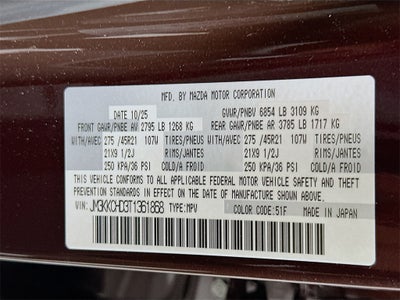 MFD. BY MAZDA MOTOR CORPORATION
DATE 10/25 GVWR/PNBV 6854 LB 3109 KG
FRONT GAWR/PNBE AV 2795 LB 1268 KG REAR GAWR/PNBE AR 3785 LB 1717 KG
WITH/AVEC 275 /45R21 107W TIRES/PNEUS WITH/AVEC 275 /45R21 107W TIRES/PNEUS
21X9 1/2J RIMS/JANTES 21X9 1/2J RIMS/JANTES
250 KPA/36 PSI COLD/A FROID 250 KPA/36 PSI COLD/A FROID
THIS VEHICLE CONFORMS TO ALL APPLICABLE FEDERAL MOTOR VEHICLE SAFETY AND
THEFT PREVENTION STANDARDS IN EFFECT ON THE DATE OF MANUFACTURE SHOWN ABOVE.
VIN: JM3KKCHD3T1361868 TYPE:MPV COLOR CODE:51F MADE IN JAPAN